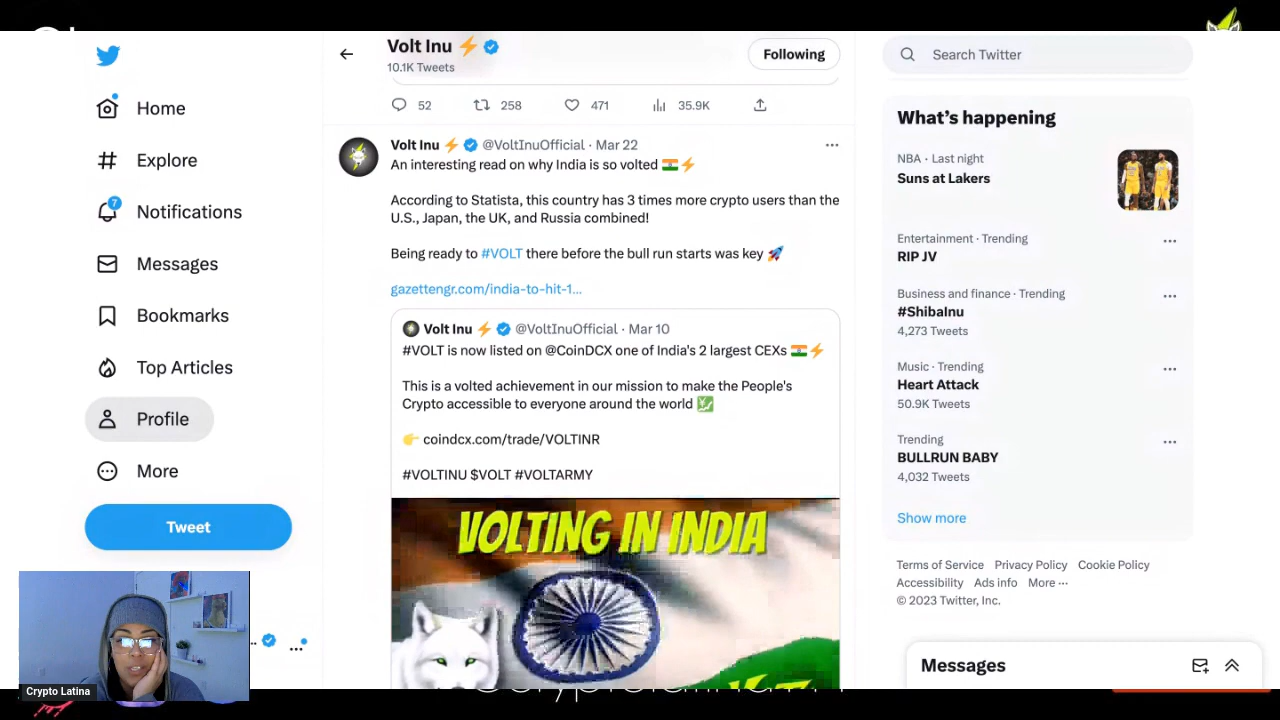 Home
Explore
7
Notifications
Messages
Bookmarks
Top Articles
Profile
More
Tweet
Crypto Latina
Volt Inu ⚡
10.1K Tweets
Following
52
258
471
35.9K
Volt Inu ⚡ @VoltInuOfficial · Mar 22
An interesting read on why India is so volted 🇮🇳⚡
According to Statista, this country has 3 times more crypto users than the
U.S., Japan, the UK, and Russia combined!
Being ready to #VOLT there before the bull run starts was key 🚀
gazettengr.com/india-to-hit-1…
Volt Inu ⚡ @VoltInuOfficial · Mar 10
#VOLT is now listed on @CoinDCX one of India's 2 largest CEXs 🇮🇳⚡
This is a volted achievement in our mission to make the People's
Crypto accessible to everyone around the world 💹
👉 coindcx.com/trade/VOLTINR
#VOLTINU $VOLT #VOLTARMY
VOLTING IN INDIA
Search Twitter
What's happening
NBA · Last night
Suns at Lakers
Entertainment · Trending
RIP JV
Business and finance · Trending
#ShibaInu
4,273 Tweets
Music · Trending
Heart Attack
50.9K Tweets
Trending
BULLRUN BABY
4,032 Tweets
Show more
Terms of Service Privacy Policy Cookie Policy
Accessibility Ads info More ···
© 2023 Twitter, Inc.
Messages